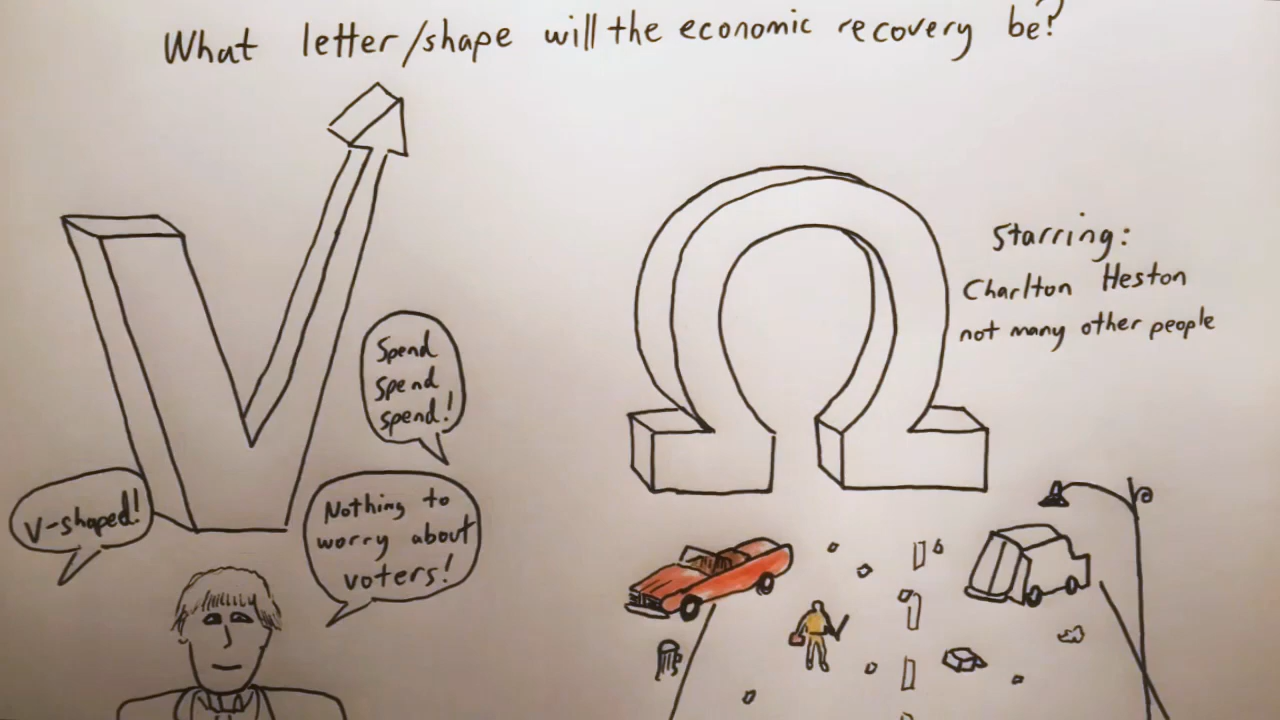 What letter/shape will the economic recovery be?
V-shaped!
Spend
spend
spend!
Nothing to
worry about
voters!
Ω
Starring:
Charlton Heston
not many other people